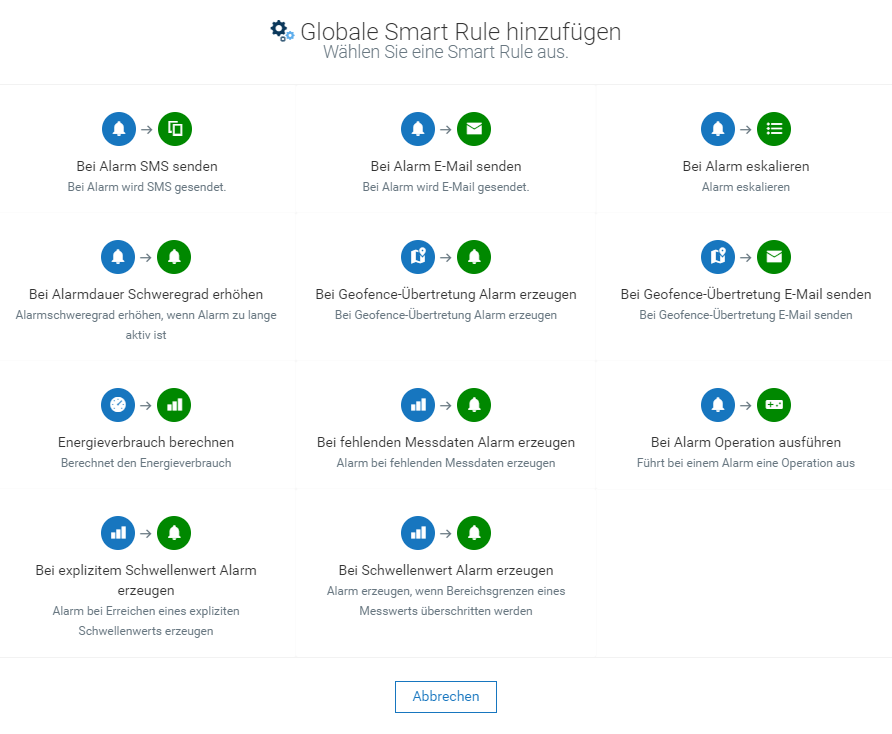 Globale Smart Rule hinzufügen
Wählen Sie eine Smart Rule aus.
Bei Alarm SMS senden
Bei Alarm wird SMS gesendet.
Bei Alarm E-Mail senden
Bei Alarm wird E-Mail gesendet.
Bei Alarm eskalieren
Alarm eskalieren
Bei Alarmdauer Schweregrad erhöhen
Alarmschweregrad erhöhen, wenn Alarm zu lange
aktiv ist
Bei Geofence-Übertretung Alarm erzeugen
Bei Geofence-Übertretung Alarm erzeugen
Bei Geofence-Übertretung E-Mail senden
Bei Geofence-Übertretung E-Mail senden
Energieverbrauch berechnen
Berechnet den Energieverbrauch
Bei fehlenden Messdaten Alarm erzeugen
Alarm bei fehlenden Messdaten erzeugen
Bei Alarm Operation ausführen
Führt bei einem Alarm eine Operation aus
Bei explizitem Schwellenwert Alarm
erzeugen
Alarm bei Erreichen eines expliziten
Schwellenwerts erzeugen
Bei Schwellenwert Alarm erzeugen
Alarm erzeugen, wenn Bereichsgrenzen eines
Messwerts überschritten werden
Abbrechen